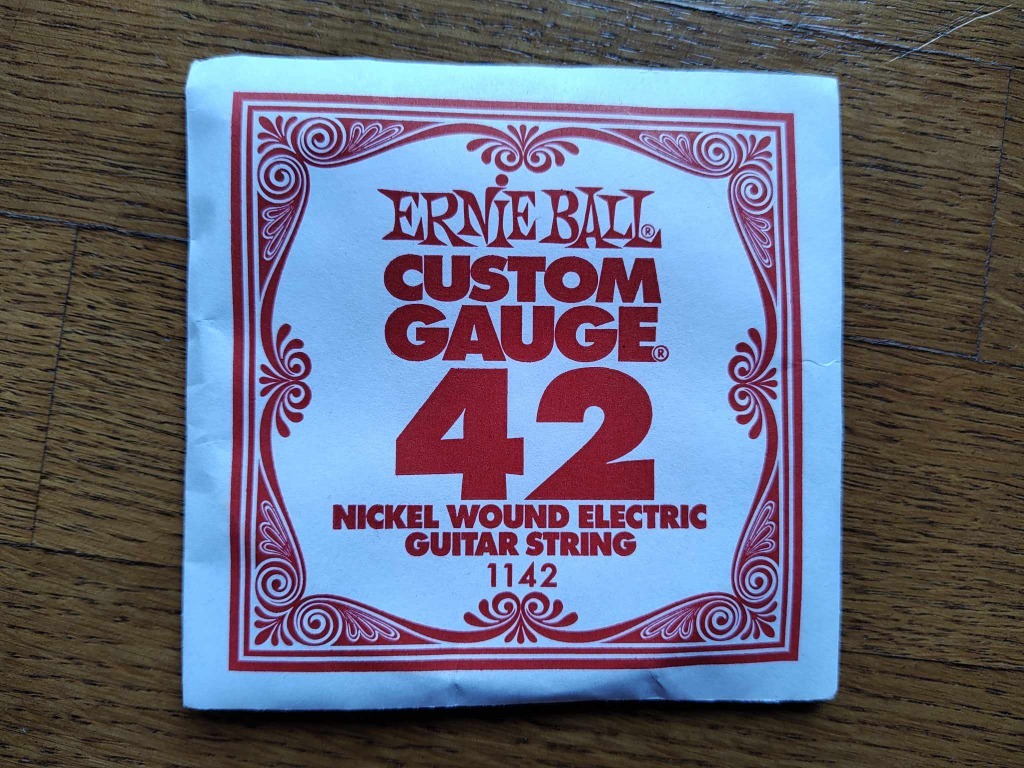 ERNIE BALL®
CUSTOM
GAUGE®
42
NICKEL WOUND ELECTRIC
GUITAR STRING
1142